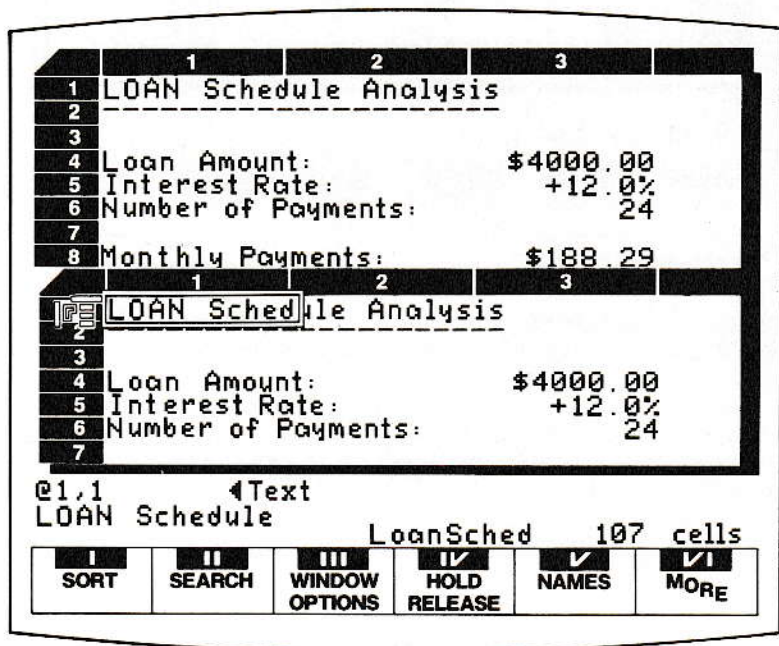 1 2 3
1 LOAN Schedule Analysis
2 ----------------------
3
4 Loan Amount: $4000.00
5 Interest Rate: +12.0%
6 Number of Payments: 24
7
8 Monthly Payments: $188.29
1 2 3
LOAN Schedule Analysis
2 ----------------------
3
4 Loan Amount: $4000.00
5 Interest Rate: +12.0%
6 Number of Payments: 24
7
@1,1 ◀Text
LOAN Schedule
LoanSched 107 cells
I II III IV V VI
SORT SEARCH WINDOW OPTIONS HOLD RELEASE NAMES MORE